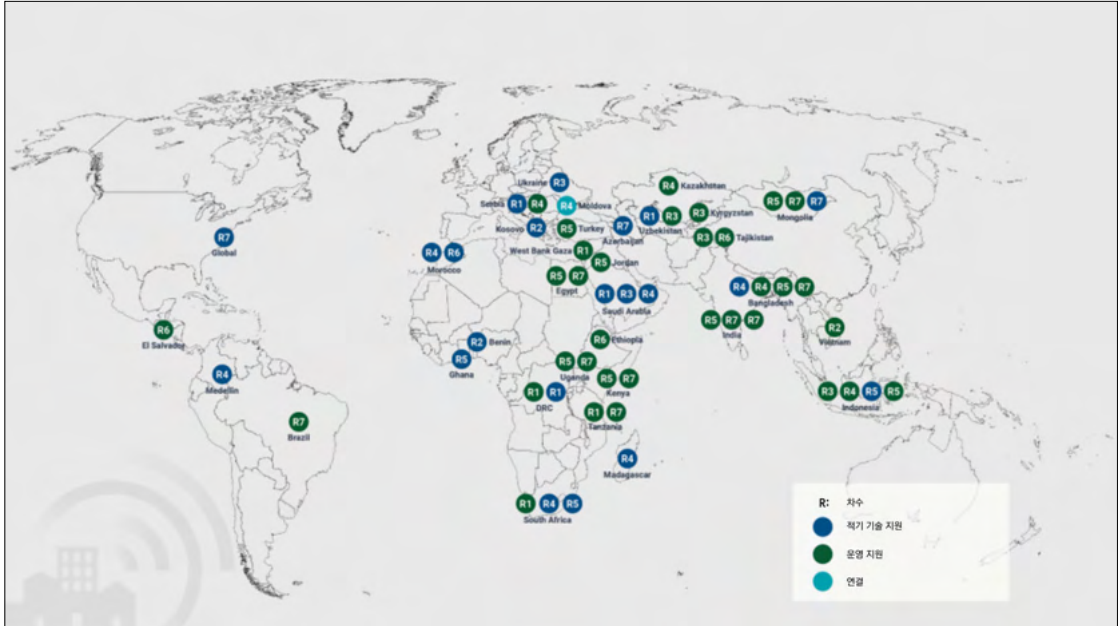 R4 Kazakhstan
Ukraine R3
R5 R7 R7
Mongolia
Serbia R1 R4
R4 Moldova
R1 R3
Uzbekistan
R3 Kyrgyzstan
Kosovo R2
R5 Turkey
R7
Azerbaijan
R7
Global
R3 R6 Tajikistan
West Bank Gaza R1
R4 R6
Morocco
R5 Jordan
R5 R7
Egypt
R1 R3 R4
Saudi Arabia
R4 R4 R5 R7
Bangladesh
R5 R7 R7
India
R2
Vietnam
R6
El Salvador
R2 Benin
R6 Ethiopia
R5
Ghana
R5 R7
Uganda
R4
Medellin
R5 R7
Kenya
R1 R1
DRC
R3 R4 R5 R5
Indonesia
R7
Brazil
R1 R7
Tanzania
R4
Madagascar
R1 R4 R5
South Africa
R: 차수
적기 기술 지원
운영 지원
연결